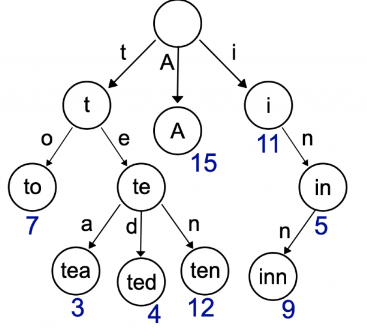 t A i
t A i
15 11
o e n
to te in
7 5
a d n n
tea ted ten inn
3 4 12 9